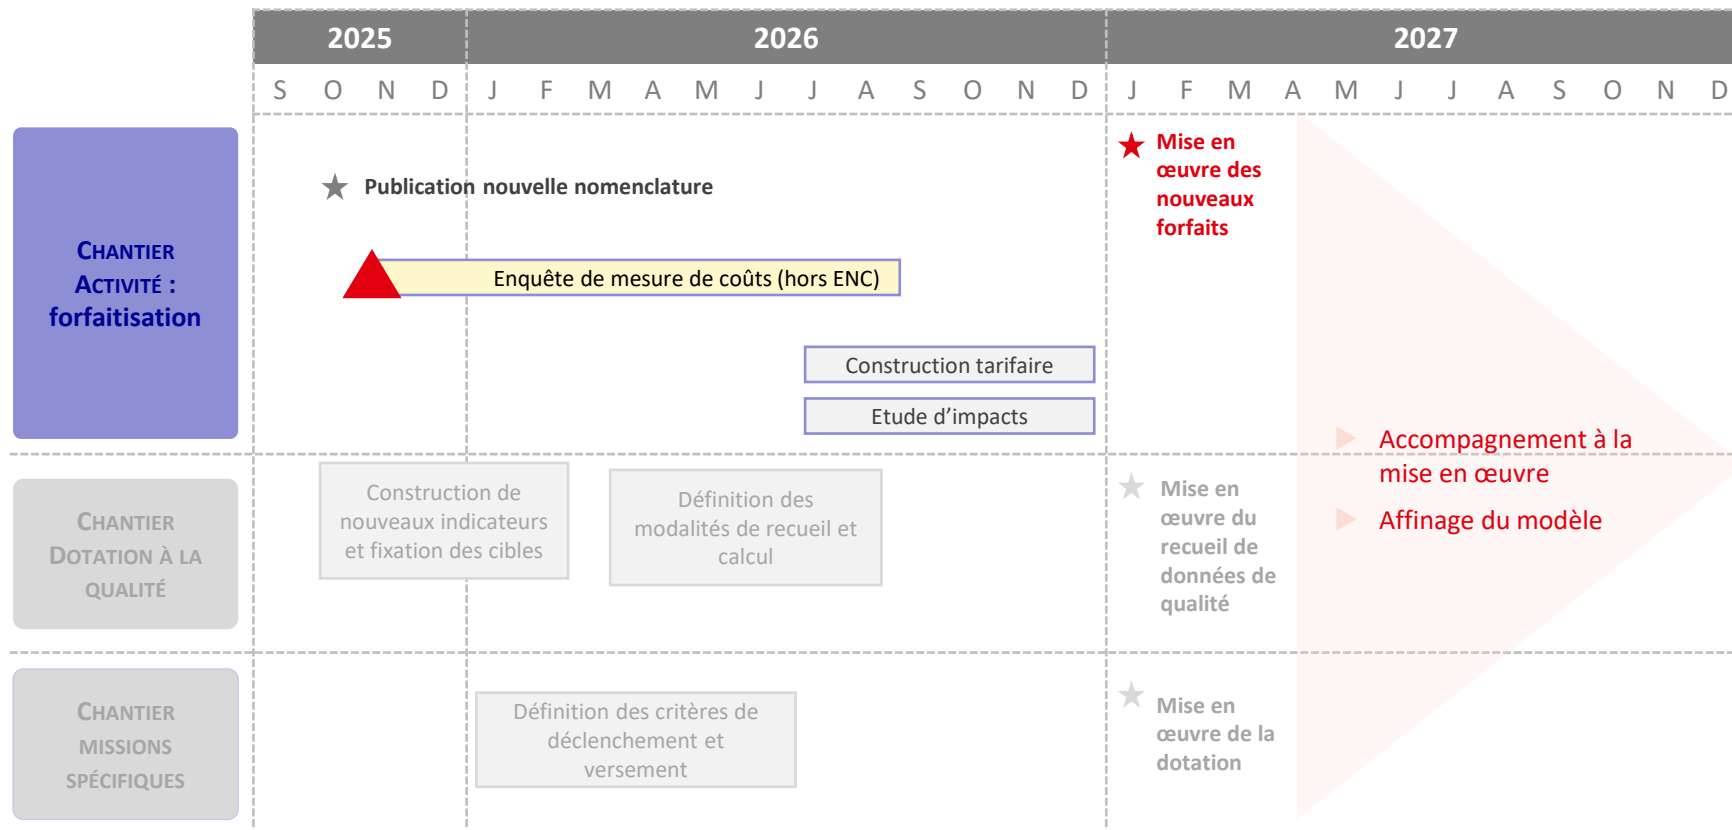 2025 2026 2027
S O N D J F M A M J J A S O N D J F M A M J J A S O N D
CHANTIER
ACTIVITÉ :
forfaitisation
Publication nouvelle nomenclature
Enquête de mesure de coûts (hors ENC)
Construction tarifaire
Etude d’impacts
Mise en
œuvre des
nouveaux
forfaits
CHANTIER
DOTATION À LA
QUALITÉ
Construction de
nouveaux indicateurs
et fixation des cibles
Définition des
modalités de recueil et
calcul
Mise en
œuvre du
recueil de
données de
qualité
Accompagnement à la
mise en œuvre
Affinage du modèle
CHANTIER
MISSIONS
SPÉCIFIQUES
Définition des critères de
déclenchement et
versement
Mise en
œuvre de la
dotation